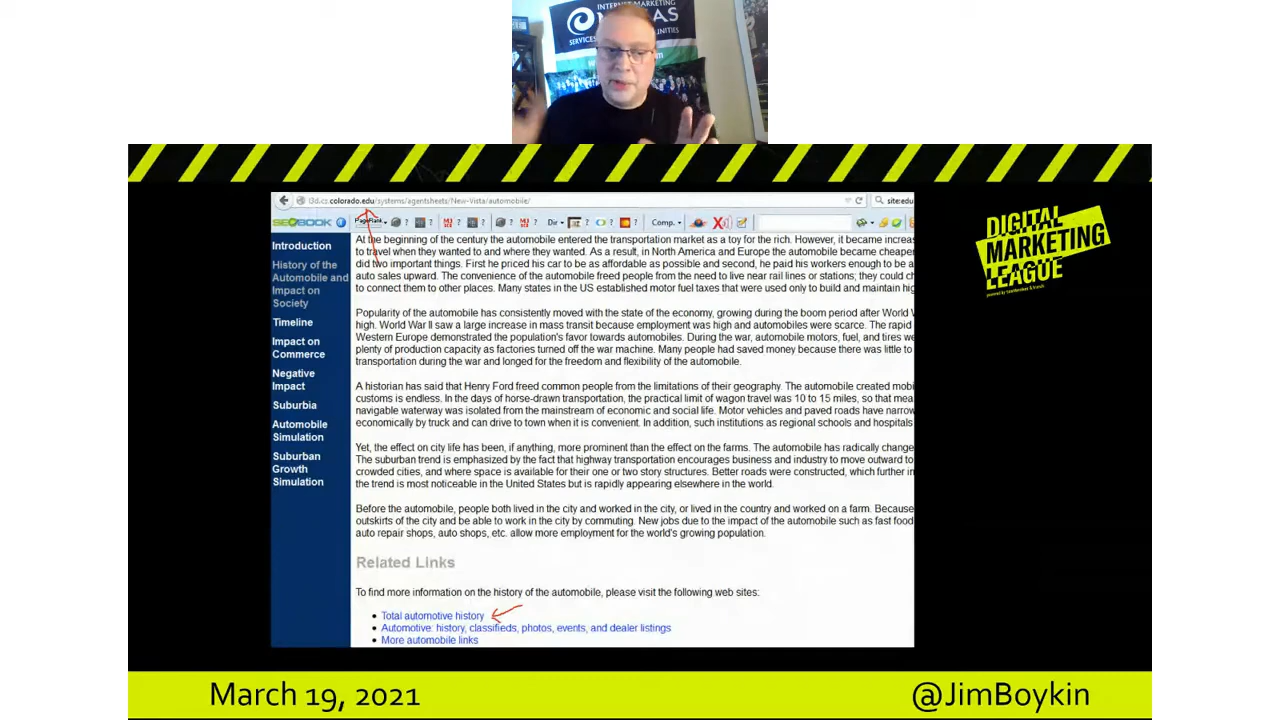 INTERNET MARKETING
SERVICES
l3d.cs.colorado.edu/systems/agentsheets/New-Vista/automobile/
site:edu
SEOBOOK
PageRank
?
?
?
?
?
?
Dir
?
?
?
Comp.
Introduction
History of the
Automobile and
Impact on
Society
Timeline
Impact on
Commerce
Negative
Impact
Suburbia
Automobile
Simulation
Suburban
Growth
Simulation
At the beginning of the century the automobile entered the transportation market as a toy for the rich. However, it became increas
to travel when they wanted to and where they wanted. As a result, in North America and Europe the automobile became cheaper
did two important things. First he priced his car to be as affordable as possible and second, he paid his workers enough to be a
auto sales upward. The convenience of the automobile freed people from the need to live near rail lines or stations; they could ch
to connect them to other places. Many states in the US established motor fuel taxes that were used only to build and maintain hig
Popularity of the automobile has consistently moved with the state of the economy, growing during the boom period after World W
high. World War II saw a large increase in mass transit because employment was high and automobiles were scarce. The rapid
Western Europe demonstrated the population's favor towards automobiles. During the war, automobile motors, fuel, and tires we
plenty of production capacity as factories turned off the war machine. Many people had saved money because there was little to
transportation during the war and longed for the freedom and flexibility of the automobile.
A historian has said that Henry Ford freed common people from the limitations of their geography. The automobile created mobi
customs is endless. In the days of horse-drawn transportation, the practical limit of wagon travel was 10 to 15 miles, so that mea
navigable waterway was isolated from the mainstream of economic and social life. Motor vehicles and paved roads have narrow
economically by truck and can drive to town when it is convenient. In addition, such institutions as regional schools and hospitals
Yet, the effect on city life has been, if anything, more prominent than the effect on the farms. The automobile has radically change
The suburban trend is emphasized by the fact that highway transportation encourages business and industry to move outward to
crowded cities, and where space is available for their one or two story structures. Better roads were constructed, which further in
the trend is most noticeable in the United States but is rapidly appearing elsewhere in the world.
Before the automobile, people both lived in the city and worked in the city, or lived in the country and worked on a farm. Because
outskirts of the city and be able to work in the city by commuting. New jobs due to the impact of the automobile such as fast food
auto repair shops, auto shops, etc. allow more employment for the world's growing population.
Related Links
To find more information on the history of the automobile, please visit the following web sites:
Total automotive history
Automotive: history, classifieds, photos, events, and dealer listings
More automobile links
DIGITAL
MARKETING
LEAGUE
March 19, 2021
@JimBoykin